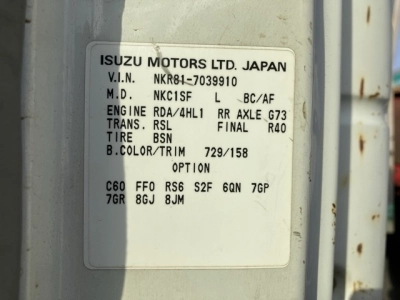 ISUZU MOTORS LTD. JAPAN
V.I.N. NKR81-7039910
M.D. NKC1SF L BC/AF
ENGINE RDA/4HL1 RR AXLE G73
TRANS. RSL FINAL R40
TIRE BSN
B.COLOR/TRIM 729/158
OPTION
C60 FFO RS6 S2F 6QN 7GP
7GR 8GJ 8JM